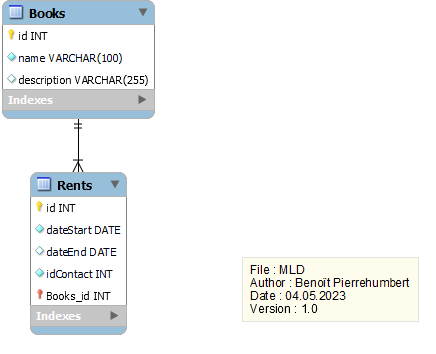 Books
id INT
name VARCHAR(100)
description VARCHAR(255)
Indexes
Rents
id INT
dateStart DATE
dateEnd DATE
idContact INT
Books_id INT
Indexes
File : MLD
Author : Benoït Pierrehumbert
Date : 04.05.2023
Version : 1.0